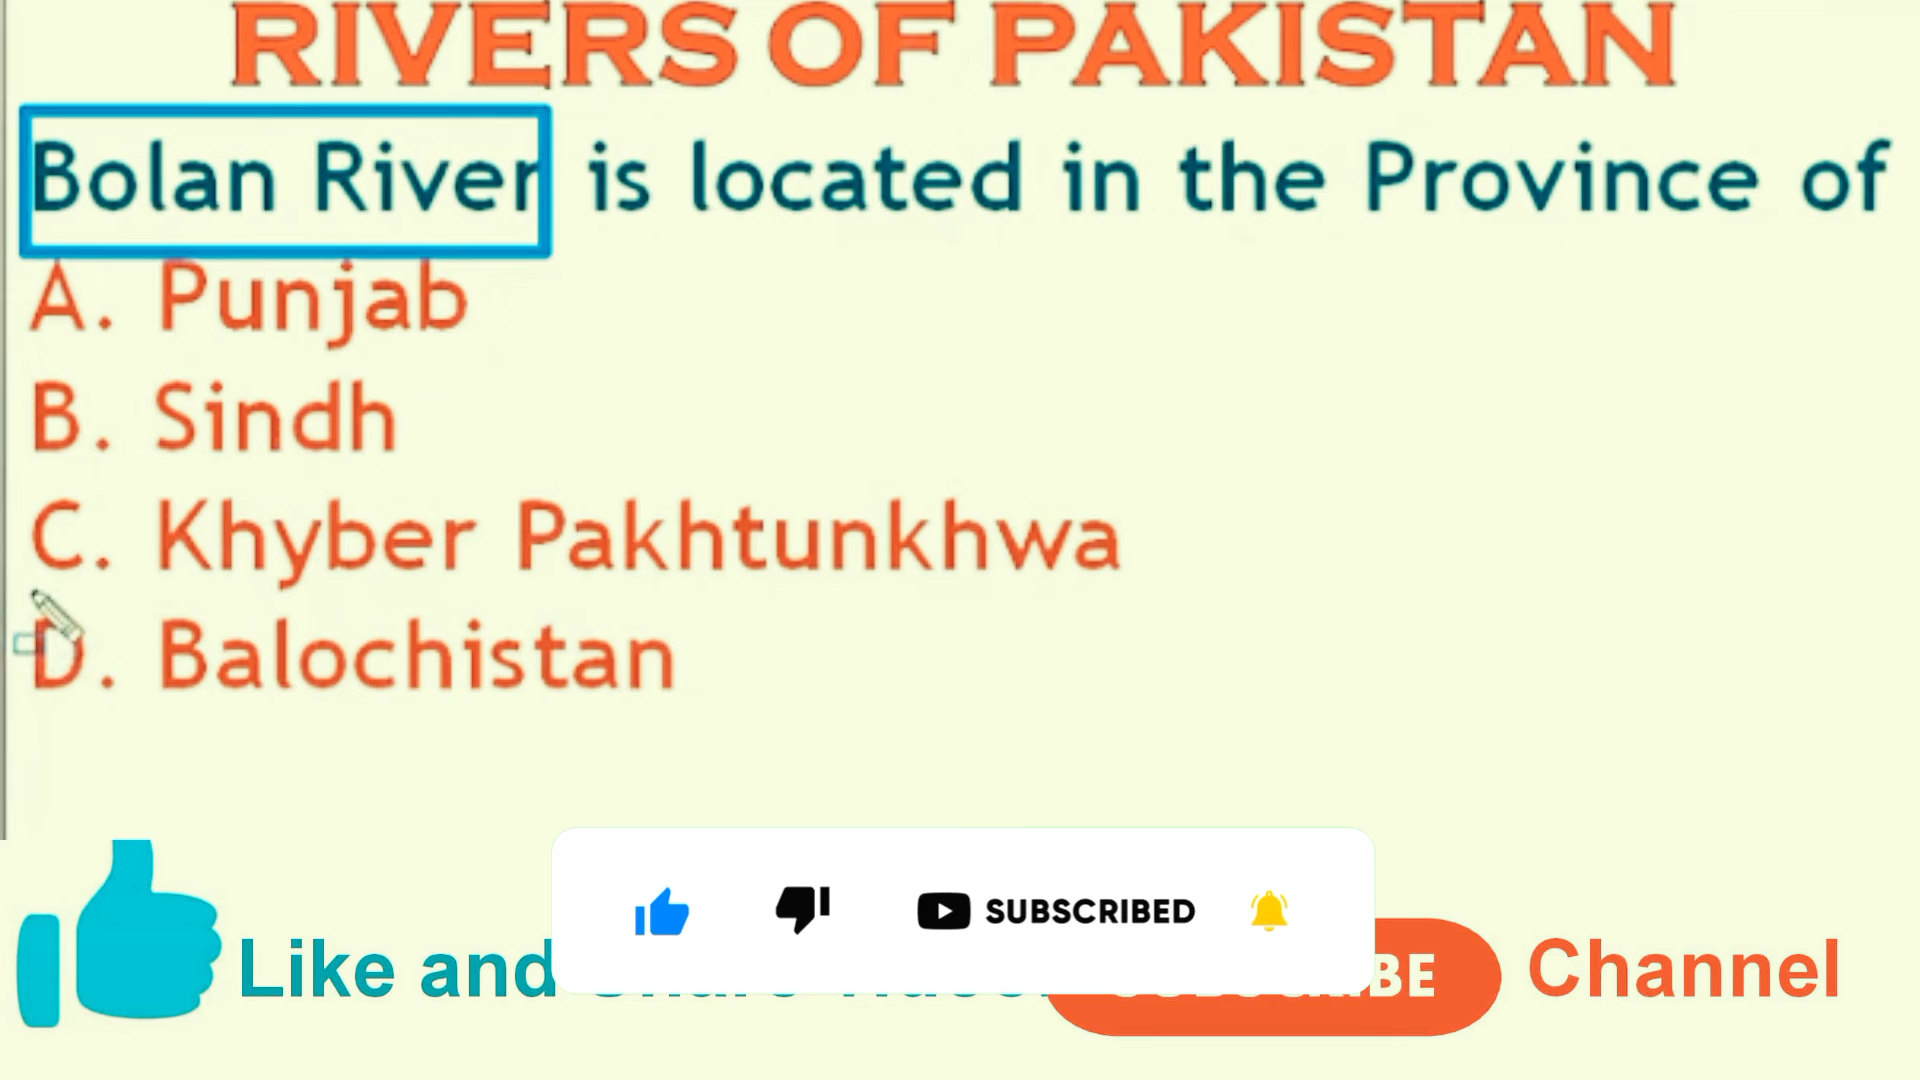 RIVERS OF PAKISTAN
Bolan River is located in the Province of
A. Punjab
B. Sindh
C. Khyber Pakhtunkhwa
D. Balochistan
SUBSCRIBED
Like and Channel